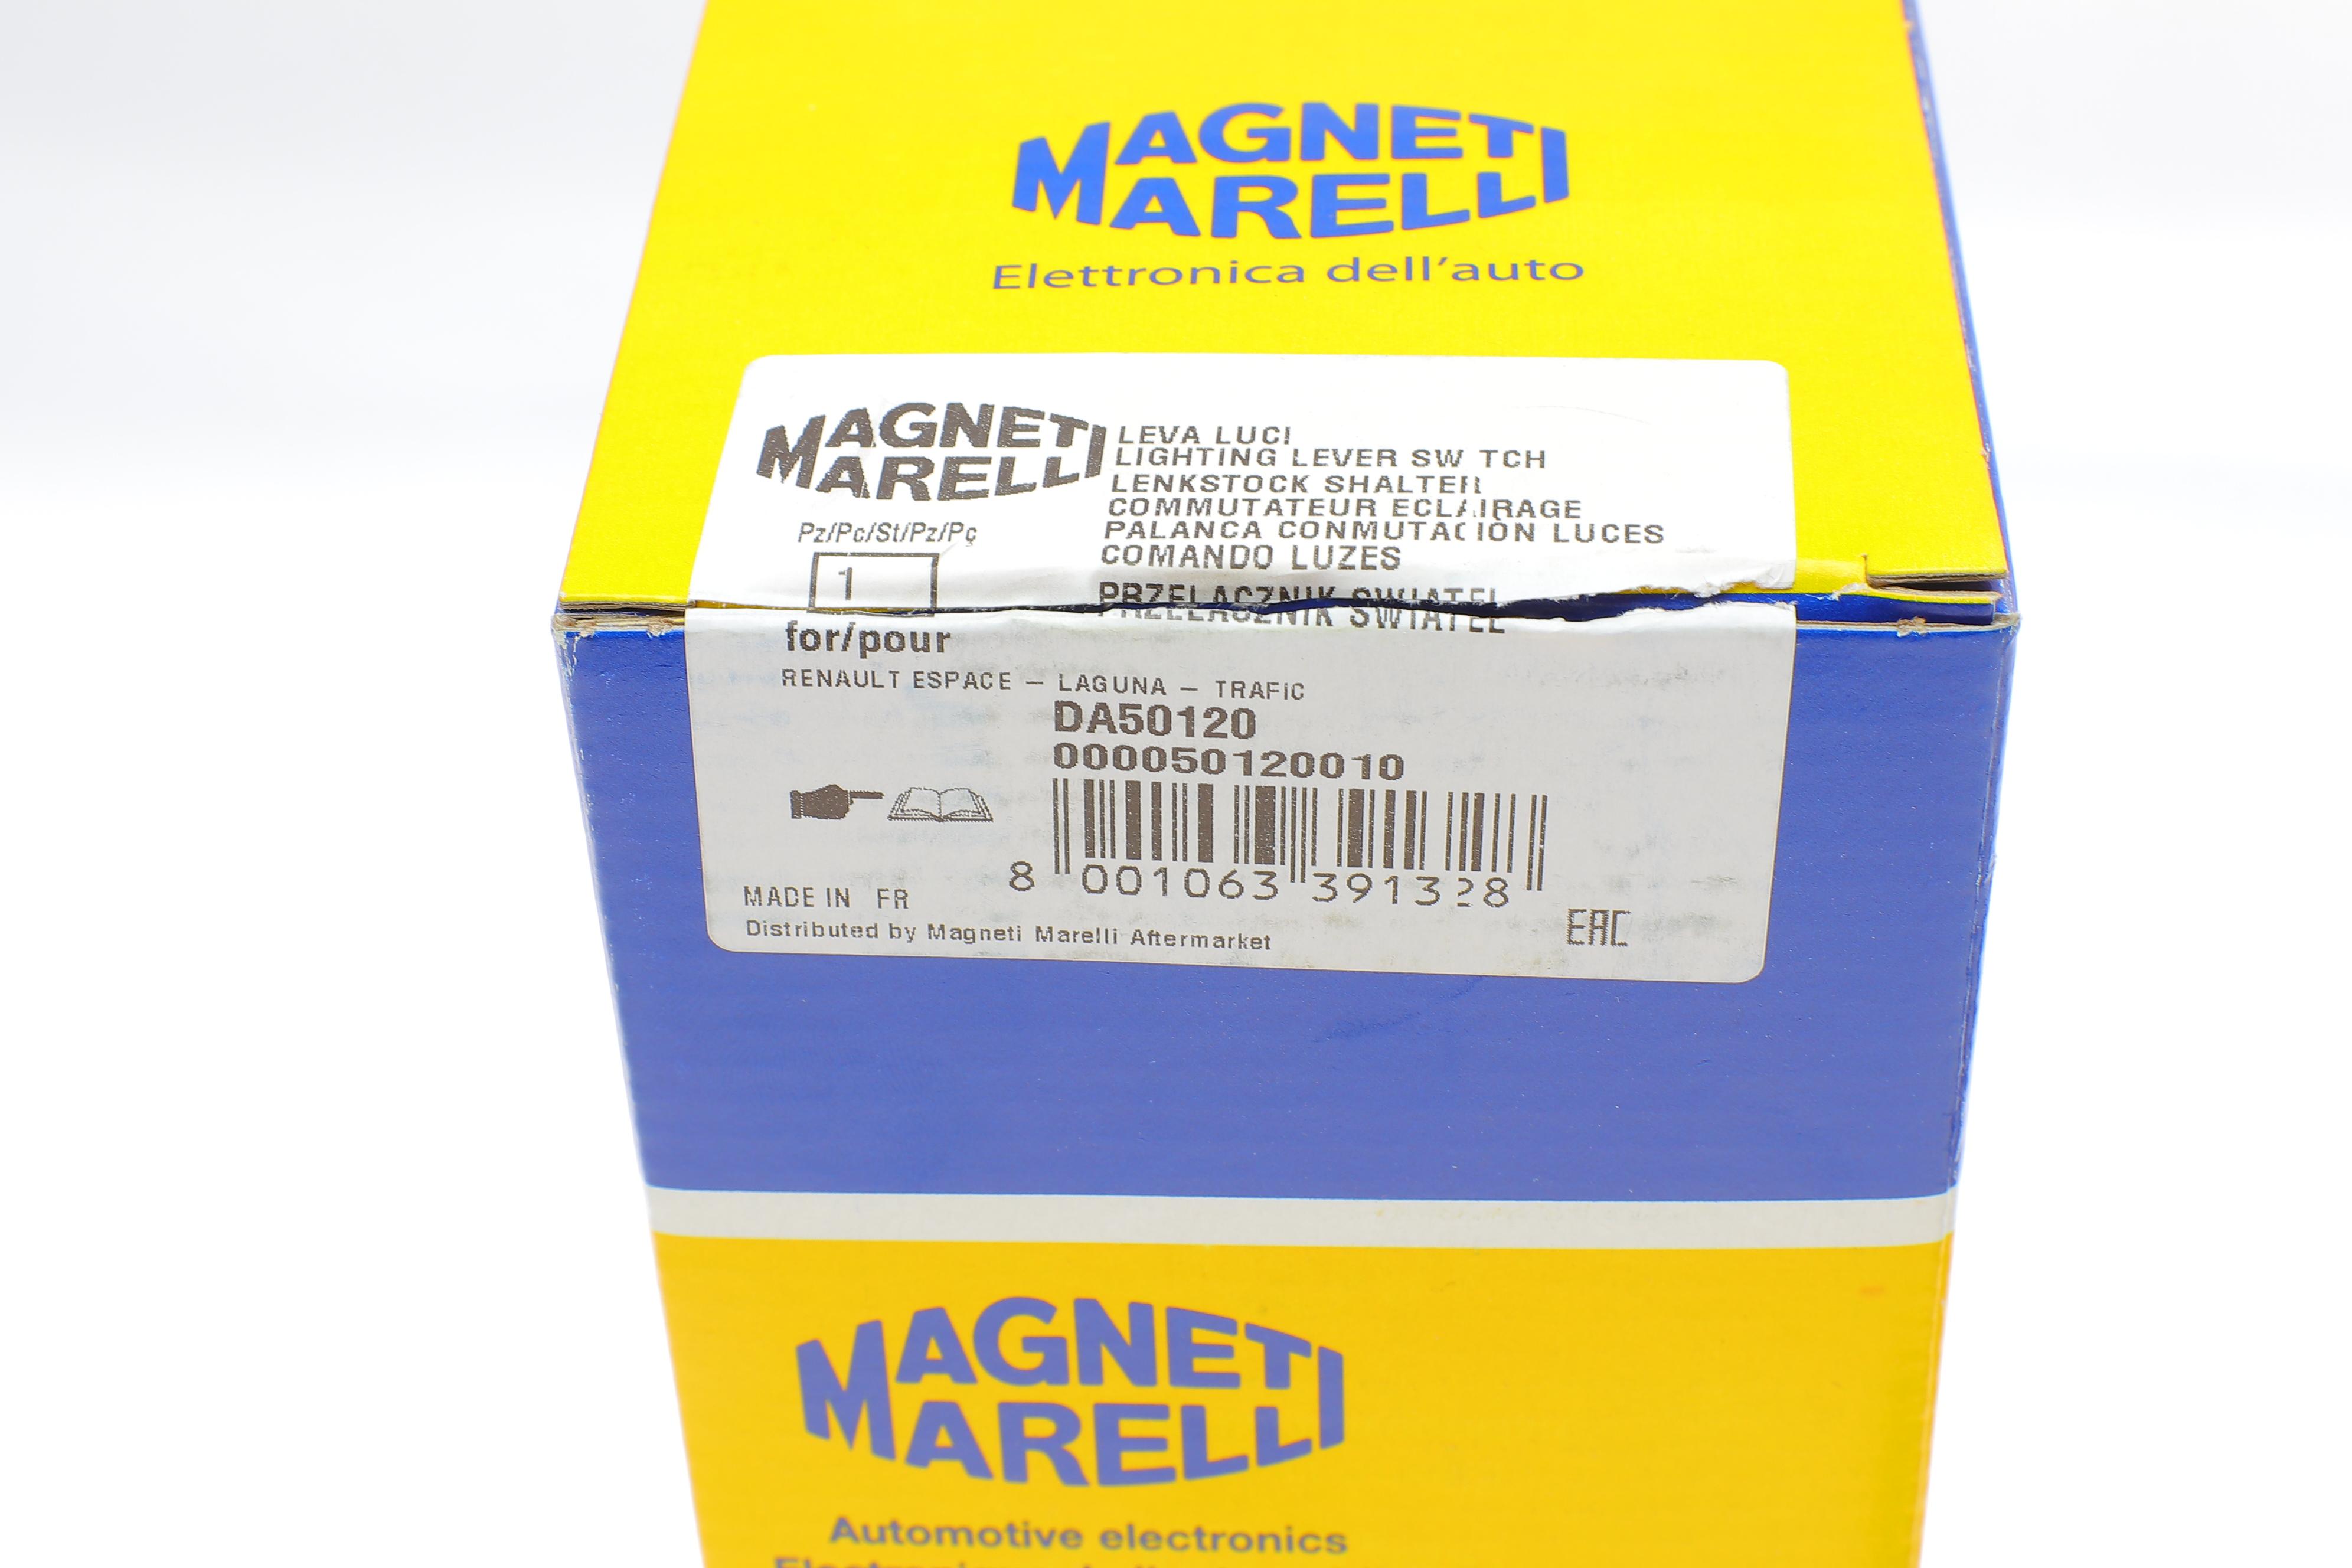 MAGNETI
MARELLI
Elettronica dell'auto
MAGNETI
MARELLI
LEVA LUCI
LIGHTING LEVER SW TCH
LENKSTOCK SHALTER
COMMUTATEUR ECLAIRAGE
PALANCA CONMUTACIÒN LUCES
COMANDO LUZES
PRZELACZNIK SWIATEL
Pz/Pc/St/Pz/Pç
1
for/pour
RENAULT ESPACE – LAGUNA – TRAFIC
DA50120
000050120010
8 001063 391328
MADE IN FR
Distributed by Magneti Marelli Aftermarket
EAC
MAGNETI
MARELLI
Automotive electronics